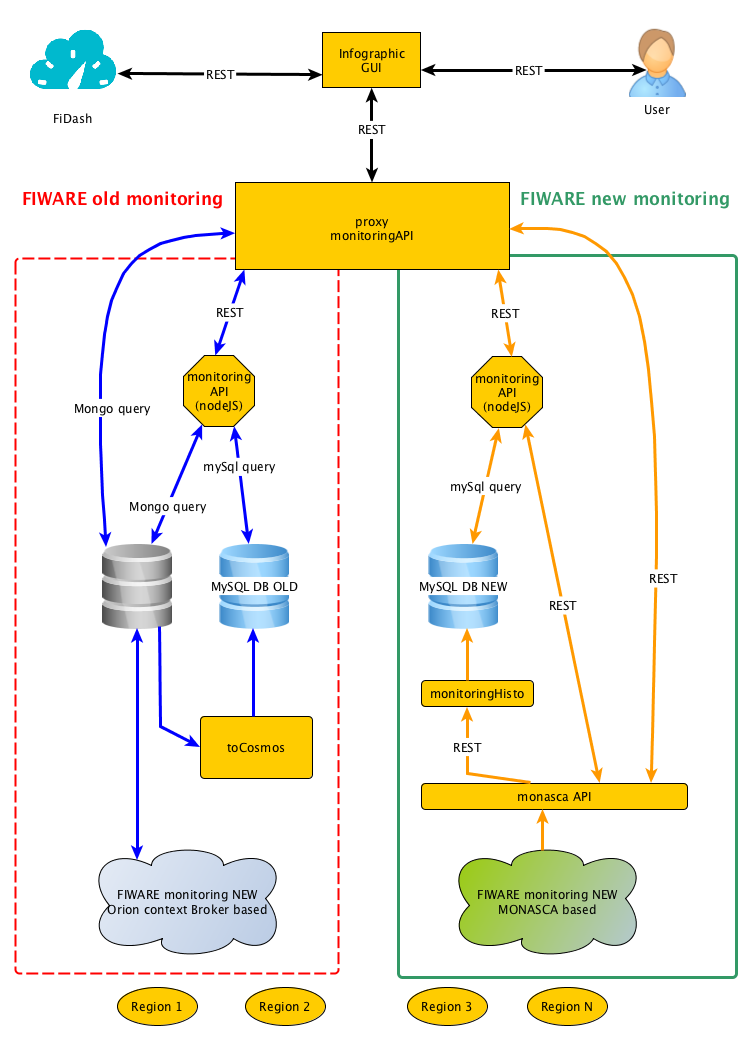 Infographic
GUI
REST
REST
FiDash
User
REST
FIWARE old monitoring
FIWARE new monitoring
proxy
monitoringAPI
REST
REST
monitoring
API
(nodeJS)
monitoring
API
(nodeJS)
Mongo query
mySql query
mySql query
Mongo query
MySQL DB OLD
MySQL DB NEW
REST
REST
monitoringHisto
toCosmos
REST
monasca API
FIWARE monitoring NEW
Orion context Broker based
FIWARE monitoring NEW
MONASCA based
Region 1
Region 2
Region 3
Region N